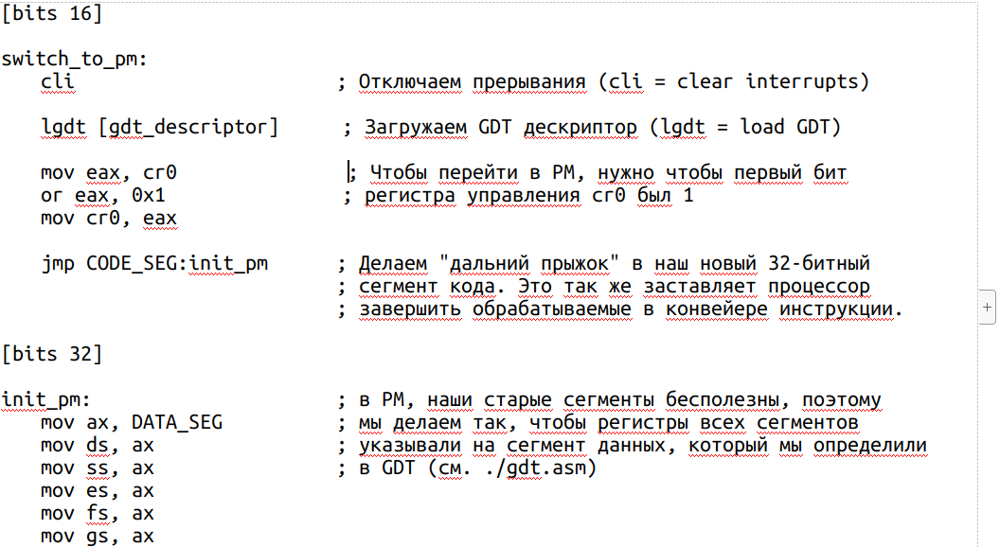 [bits 16]
switch_to_pm:
cli ; Отключаем прерывания (cli = clear interrupts)
lgdt [gdt_descriptor] ; Загружаем GDT дескриптор (lgdt = load GDT)
mov eax, cr0 ; Чтобы перейти в PM, нужно чтобы первый бит
or eax, 0x1 ; регистра управления cr0 был 1
mov cr0, eax
jmp CODE_SEG:init_pm ; Делаем "дальний прыжок" в наш новый 32-битный
; сегмент кода. Это так же заставляет процессор
; завершить обрабатываемые в конвейере инструкции.
[bits 32]
init_pm: ; в PM, наши старые сегменты бесполезны, поэтому
mov ax, DATA_SEG ; мы делаем так, чтобы регистры всех сегментов
mov ds, ax ; указывали на сегмент данных, который мы определили
mov ss, ax ; в GDT (см. ./gdt.asm)
mov es, ax
mov fs, ax
mov gs, ax